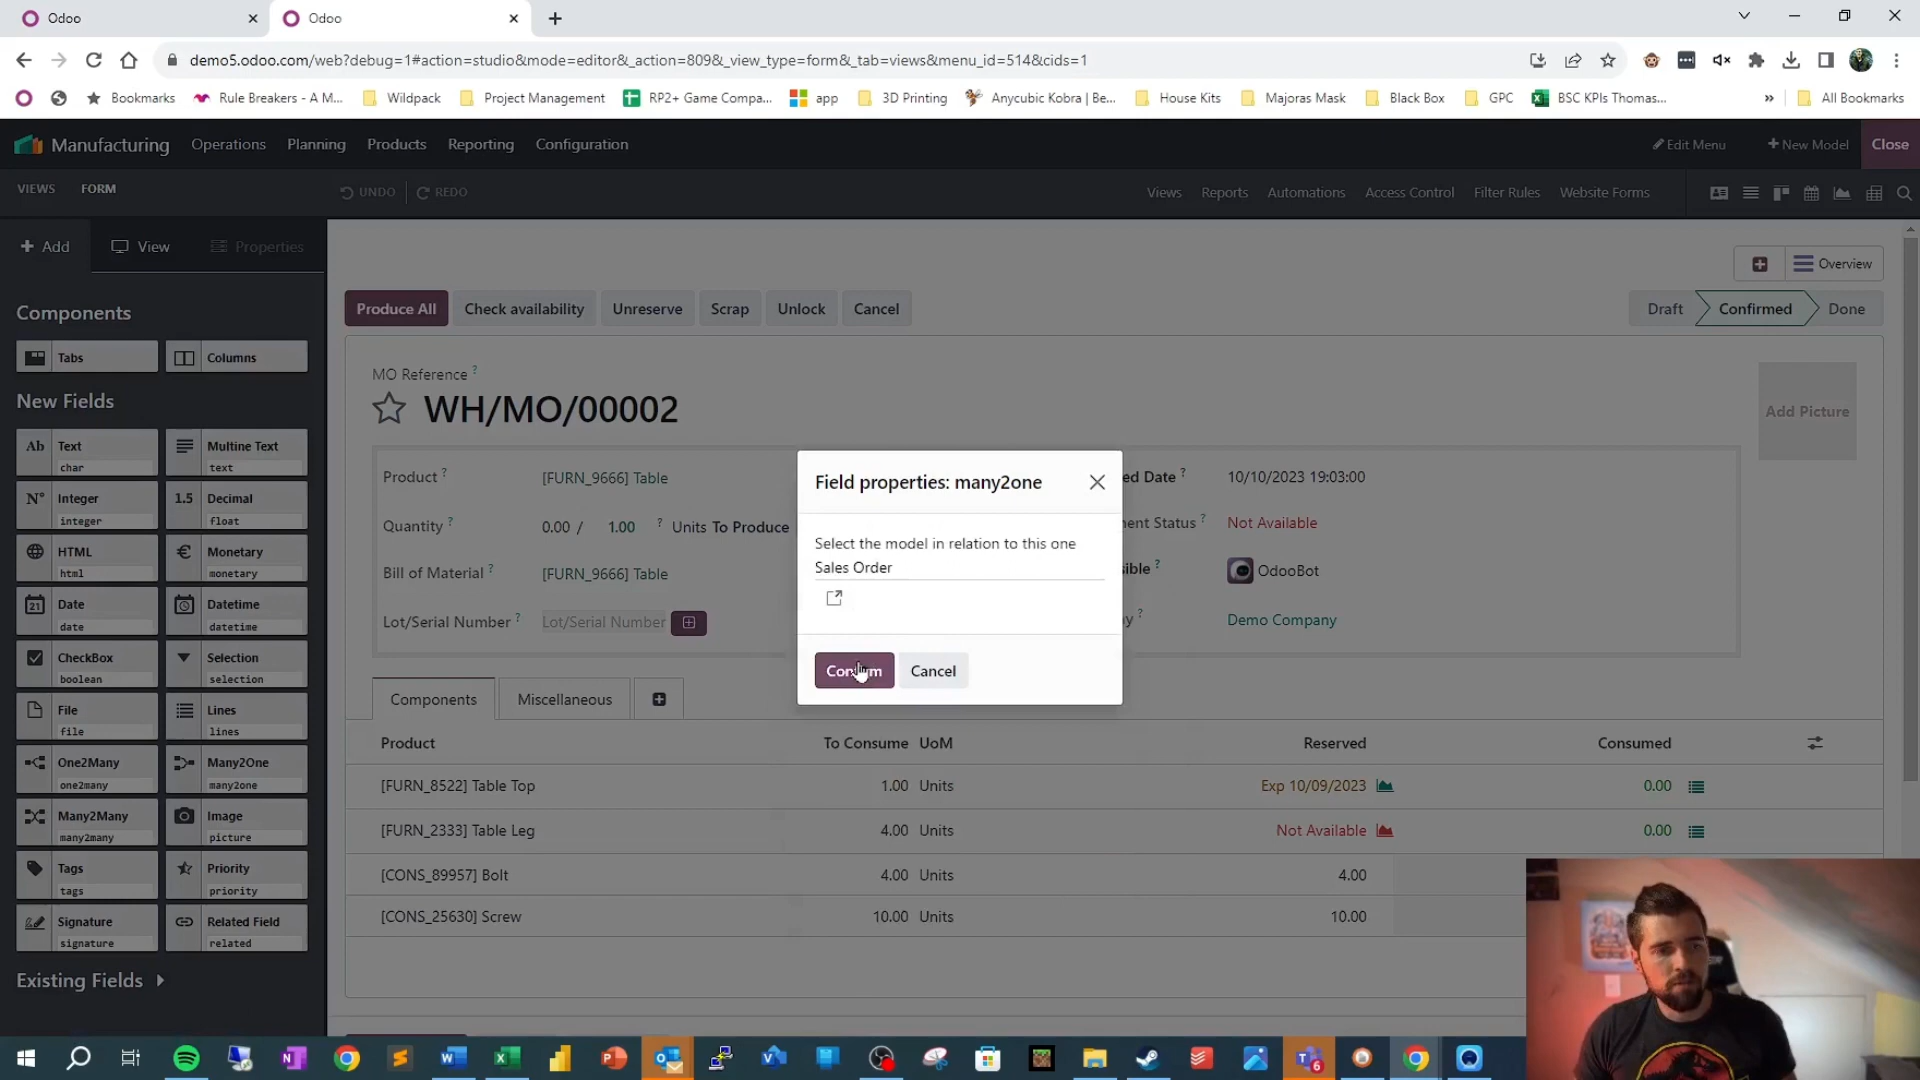 Odoo
Odoo
demo5.odoo.com/web?debug=1#action=studio&mode=editor&_action=809&_view_type=form&_tab=views&menu_id=514&cids=1
Bookmarks
Rule Breakers - A M...
Wildpack
Project Management
RP2+ Game Compa...
app
3D Printing
Anycubic Kobra | Be...
House Kits
Majoras Mask
Black Box
GPC
BSC KPIs Thomas...
»
All Bookmarks
Manufacturing Operations Planning Products Reporting Configuration
Edit Menu
+ New Model
Close
VIEWS FORM
UNDO REDO
Views Reports Automations Access Control Filter Rules Website Forms
+ Add View Properties
Overview
Produce All Check availability Unreserve Scrap Unlock Cancel
Draft Confirmed Done
Components
Tabs Columns
New Fields
Ab Text Multine Text
char text
N° Integer 1.5 Decimal
integer float
HTML € Monetary
html monetary
21 Date Datetime
date datetime
CheckBox Selection
boolean selection
File Lines
file lines
One2Many Many2One
one2many many2one
Many2Many Image
many2many picture
Tags Priority
tags priority
Signature Related Field
signature related
Existing Fields
MO Reference ?
WH/MO/00002
Add Picture
Product ? [FURN_9666] Table
Quantity ? 0.00 / 1.00 ? Units To Produce
Bill of Material ? [FURN_9666] Table
Lot/Serial Number ? Lot/Serial Number
ed Date ? 10/10/2023 19:03:00
ent Status ? Not Available
sible ? OdooBot
y ? Demo Company
Field properties: many2one
Select the model in relation to this one
Sales Order
Confirm Cancel
Components Miscellaneous
Product To Consume UoM Reserved Consumed
[FURN_8522] Table Top 1.00 Units Exp 10/09/2023 0.00
[FURN_2333] Table Leg 4.00 Units Not Available 0.00
[CONS_89957] Bolt 4.00 Units 4.00
[CONS_25630] Screw 10.00 Units 10.00